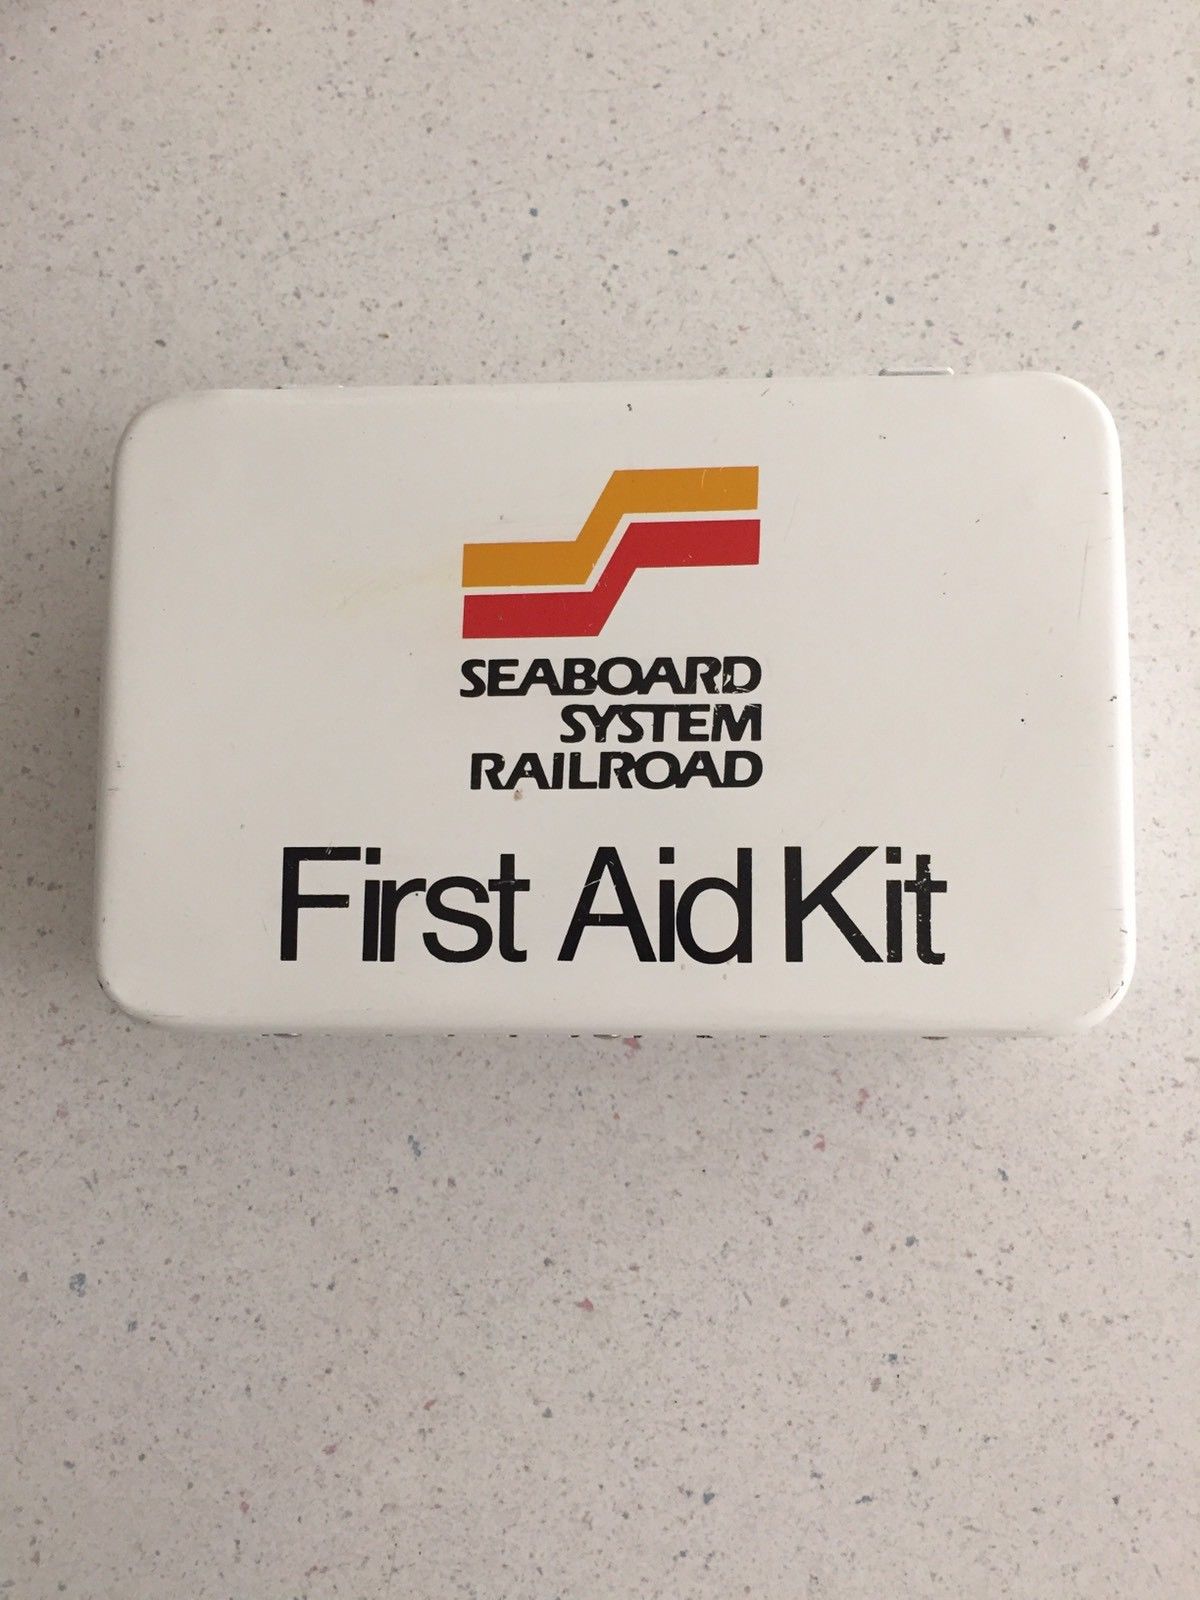 SEABOARD
SYSTEM
RAILROAD
First Aid Kit